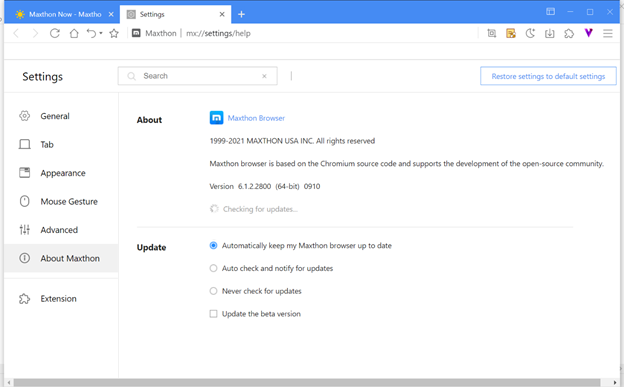 Maxthon Now - Maxtho
Settings
Maxthon | mx://settings/help
Settings
Search
Restore settings to default settings
General
Tab
Appearance
Mouse Gesture
Advanced
About Maxthon
Extension
About
Maxthon Browser
1999-2021 MAXTHON USA INC. All rights reserved
Maxthon browser is based on the Chromium source code and supports the development of the open-source community.
Version 6.1.2.2800 (64-bit) 0910
Checking for updates...
Update
Automatically keep my Maxthon browser up to date
Auto check and notify for updates
Never check for updates
Update the beta version